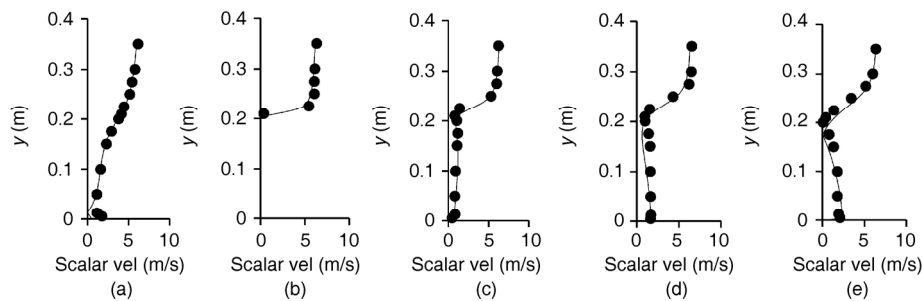 0.4 0.4 0.4 0.4 0.4
0.3 0.3 0.3 0.3 0.3
y (m) y (m) y (m) y (m) y (m)
0.2 0.2 0.2 0.2 0.2
0.1 0.1 0.1 0.1 0.1
0 0 0 0 0
0 5 10 0 5 10 0 5 10 0 5 10 0 5 10
Scalar vel (m/s) Scalar vel (m/s) Scalar vel (m/s) Scalar vel (m/s) Scalar vel (m/s)
(a) (b) (c) (d) (e)